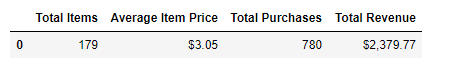 Total Items Average Item Price Total Purchases Total Revenue
0 179 $3.05 780 $2,379.77